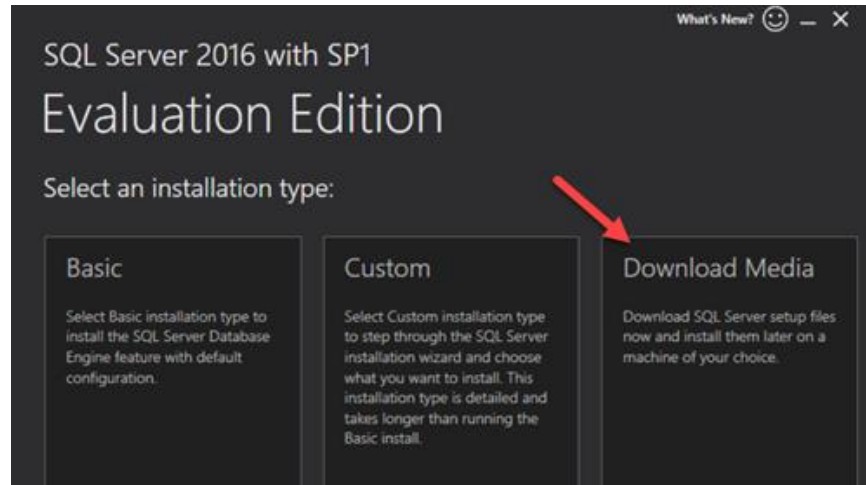 What's New?
SQL Server 2016 with SP1
Evaluation Edition
Select an installation type:
Basic
Select Basic installation type to
install the SQL Server Database
Engine feature with default
configuration.
Custom
Select Custom installation type
to step through the SQL Server
installation wizard and choose
what you want to install. This
installation type is detailed and
takes longer than running the
Basic install.
Download Media
Download SQL Server setup files
now and install them later on a
machine of your choice.